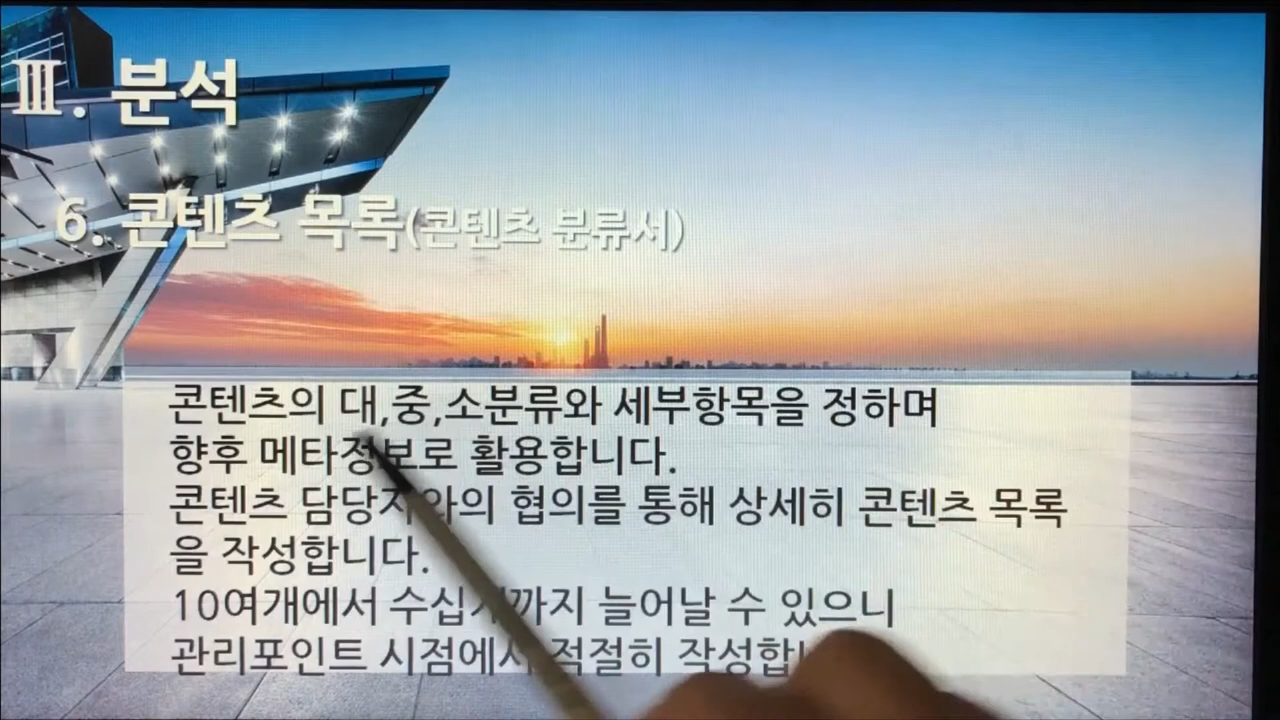 Ⅲ. 분석
6. 콘텐츠 목록(콘텐츠 분류서)
콘텐츠의 대,중,소분류와 세부항목을 정하며
향후 메타정보로 활용합니다.
콘텐츠 담당자와의 협의를 통해 상세히 콘텐츠 목록
을 작성합니다.
10여개에서 수십개까지 늘어날 수 있으니
관리포인트 시점에서 적절히